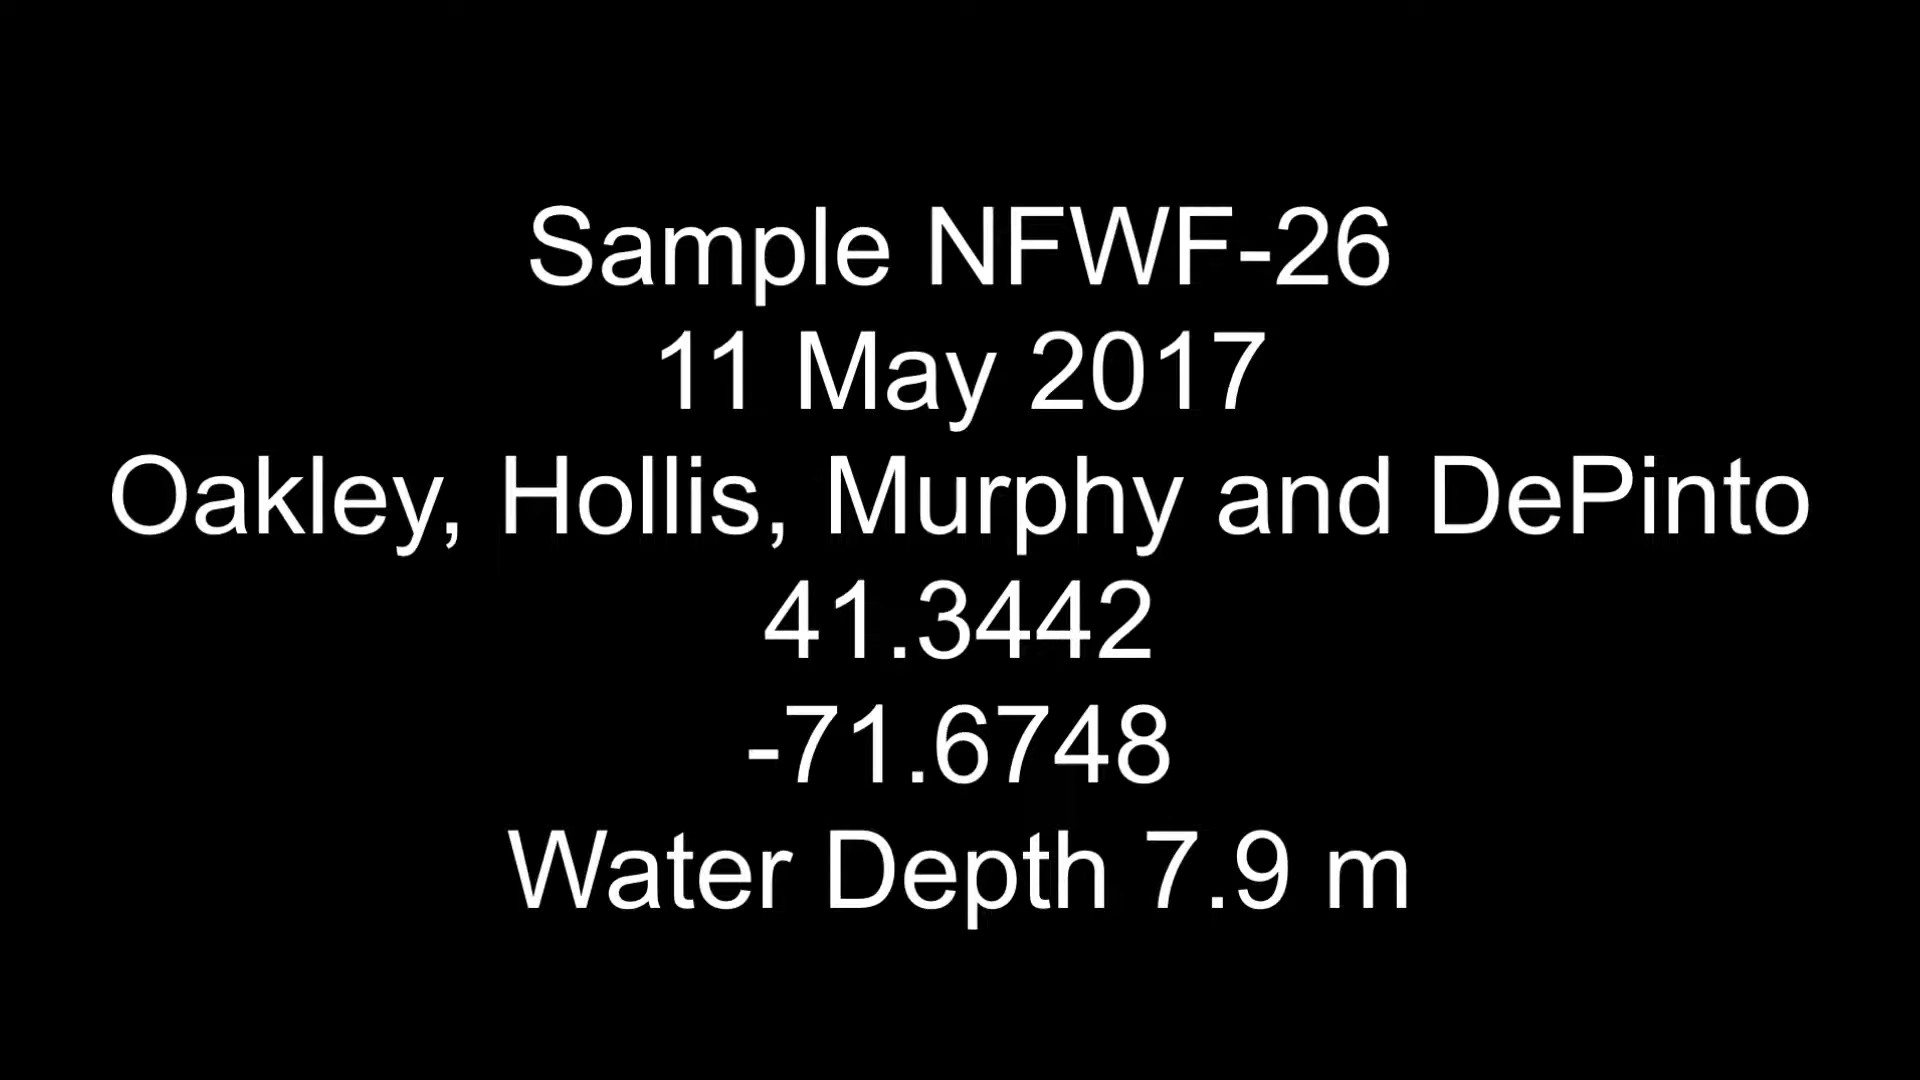 Sample NFWF-26
11 May 2017
Oakley, Hollis, Murphy and DePinto
41.3442
-71.6748
Water Depth 7.9 m